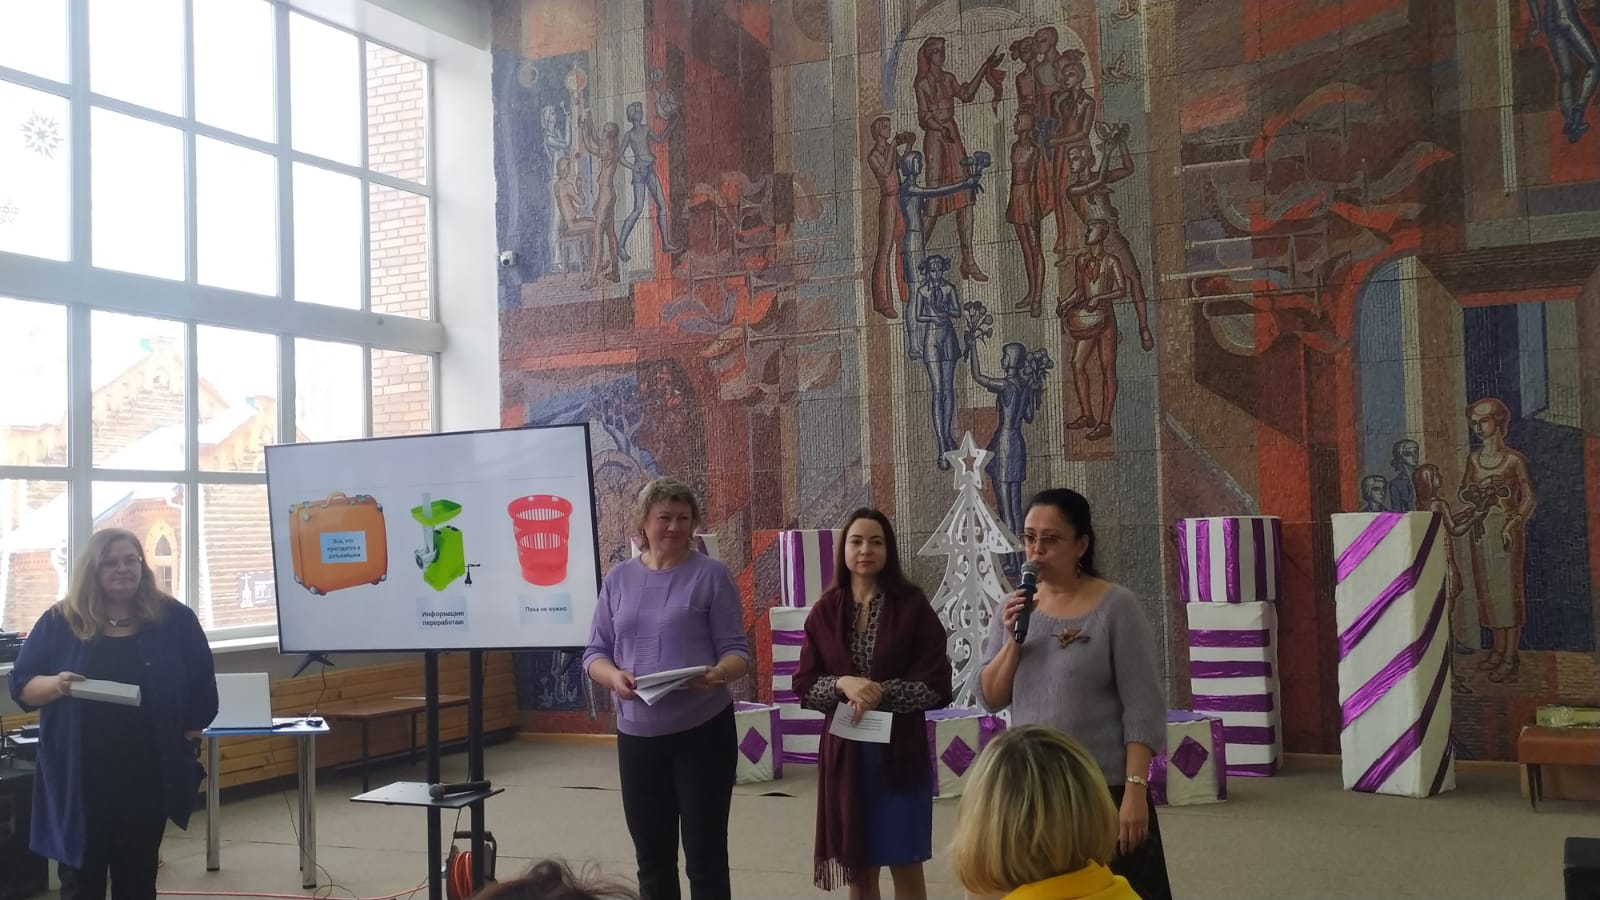 Всё, что
пригодится в
дальнейшем
Информацию
переработаю
Пока не нужно